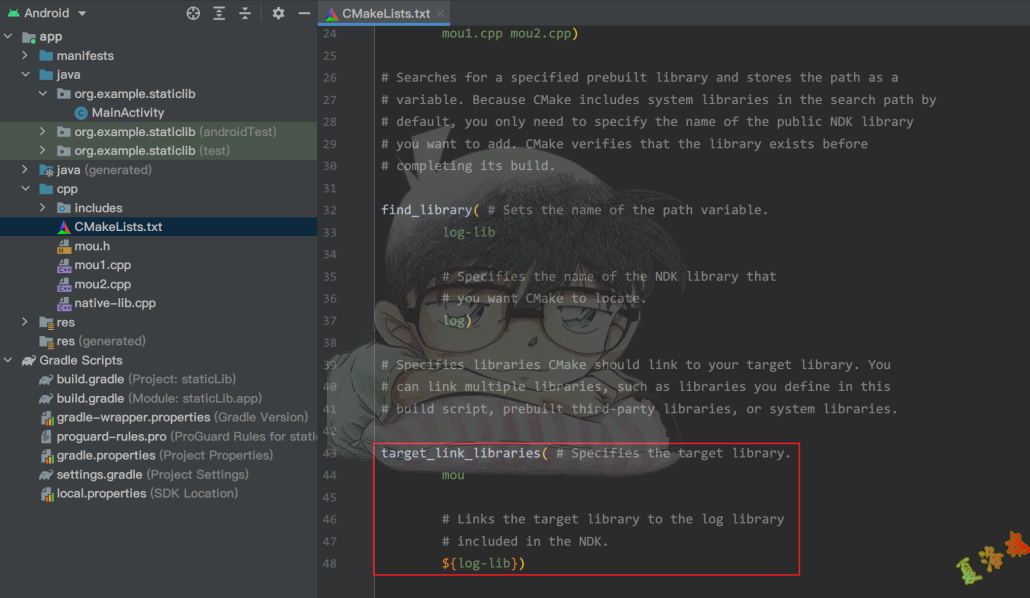 Android
app
manifests
java
org.example.staticlib
MainActivity
org.example.staticlib (androidTest)
org.example.staticlib (test)
java (generated)
cpp
includes
CMakeLists.txt
mou.h
mou1.cpp
mou2.cpp
native-lib.cpp
res
res (generated)
Gradle Scripts
build.gradle (Project: staticLib)
build.gradle (Module: staticLib.app)
gradle-wrapper.properties (Gradle Version)
proguard-rules.pro (ProGuard Rules for stati
gradle.properties (Project Properties)
settings.gradle (Project Settings)
local.properties (SDK Location)
CMakeLists.txt
24 mou1.cpp mou2.cpp)
25
26 # Searches for a specified prebuilt library and stores the path as a
27 # variable. Because CMake includes system libraries in the search path by
28 # default, you only need to specify the name of the public NDK library
29 # you want to add. CMake verifies that the library exists before
30 # completing its build.
31
32 find_library( # Sets the name of the path variable.
33 log-lib
34
35 # Specifies the name of the NDK library that
36 # you want CMake to locate.
37 log)
38
39 # Specifies libraries CMake should link to your target library. You
40 # can link multiple libraries, such as libraries you define in this
41 # build script, prebuilt third-party libraries, or system libraries.
42
43 target_link_libraries( # Specifies the target library.
44 mou
45
46 # Links the target library to the log library
47 # included in the NDK.
48 ${log-lib})